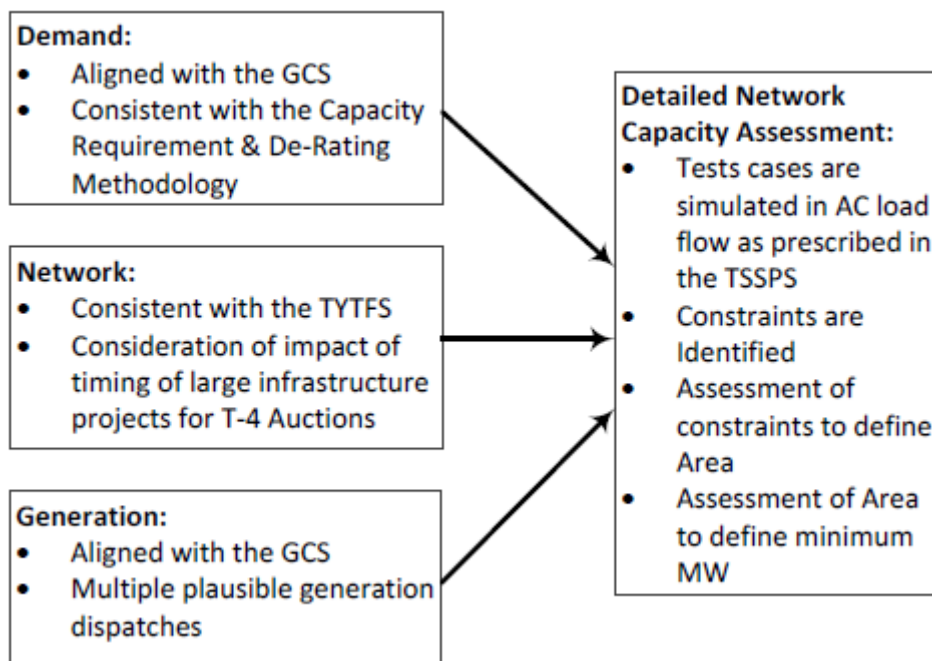 Demand:
• Aligned with the GCS
• Consistent with the Capacity
Requirement & De-Rating
Methodology
Network:
• Consistent with the TYTFS
• Consideration of impact of
timing of large infrastructure
projects for T-4 Auctions
Generation:
• Aligned with the GCS
• Multiple plausible generation
dispatches
Detailed Network
Capacity Assessment:
• Tests cases are
simulated in AC load
flow as prescribed in
the TSSPS
• Constraints are
Identified
• Assessment of
constraints to define
Area
• Assessment of Area
to define minimum
MW